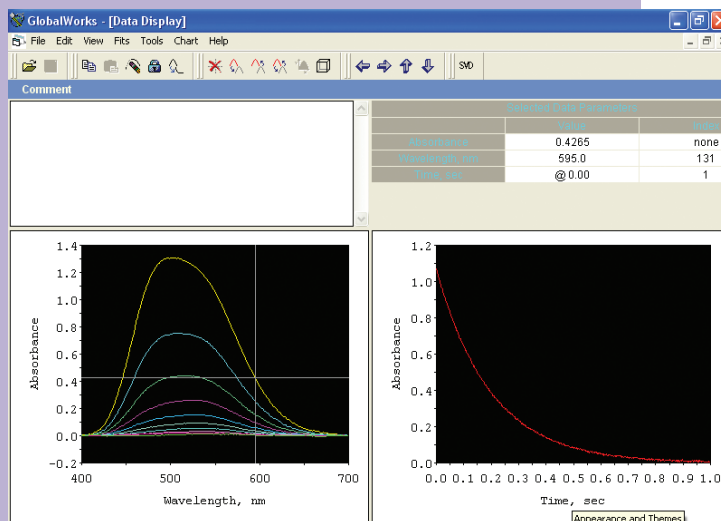 GlobalWorks - [Data Display]
File Edit View Fits Tools Chart Help
SVD
Comment
Selected Data Parameters
Value Index
Absorbance 0.4265 none
Wavelength, nm 595.0 131
Time, sec @ 0.00 1
1.4
1.2
1.0
0.8
0.6
0.4
0.2
0.0
-0.2
Absorbance
400 500 600 700
Wavelength, nm
1.2
1.0
0.8
0.6
0.4
0.2
0.0
Absorbance
0.0 0.1 0.2 0.3 0.4 0.5 0.6 0.7 0.8 0.9 1.0
Time, sec
Appearance and Themes